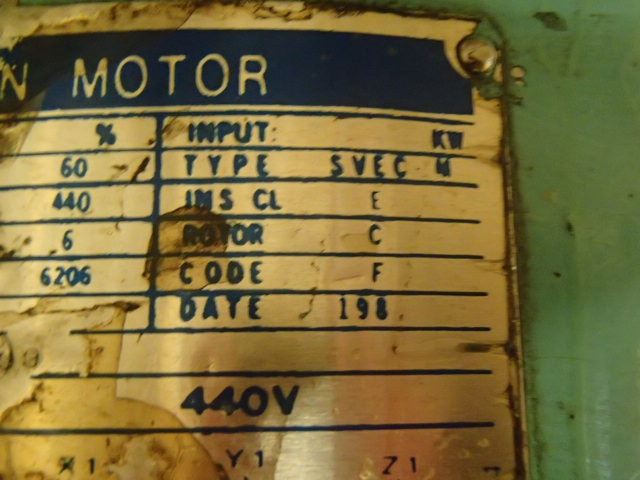 N MOTOR
% INPUT: KW
60 TYPE SVEC M
440 INS CL E
6 ROTOR C
6206 CODE F
DATE 198
440V
X1 Y1 Z1